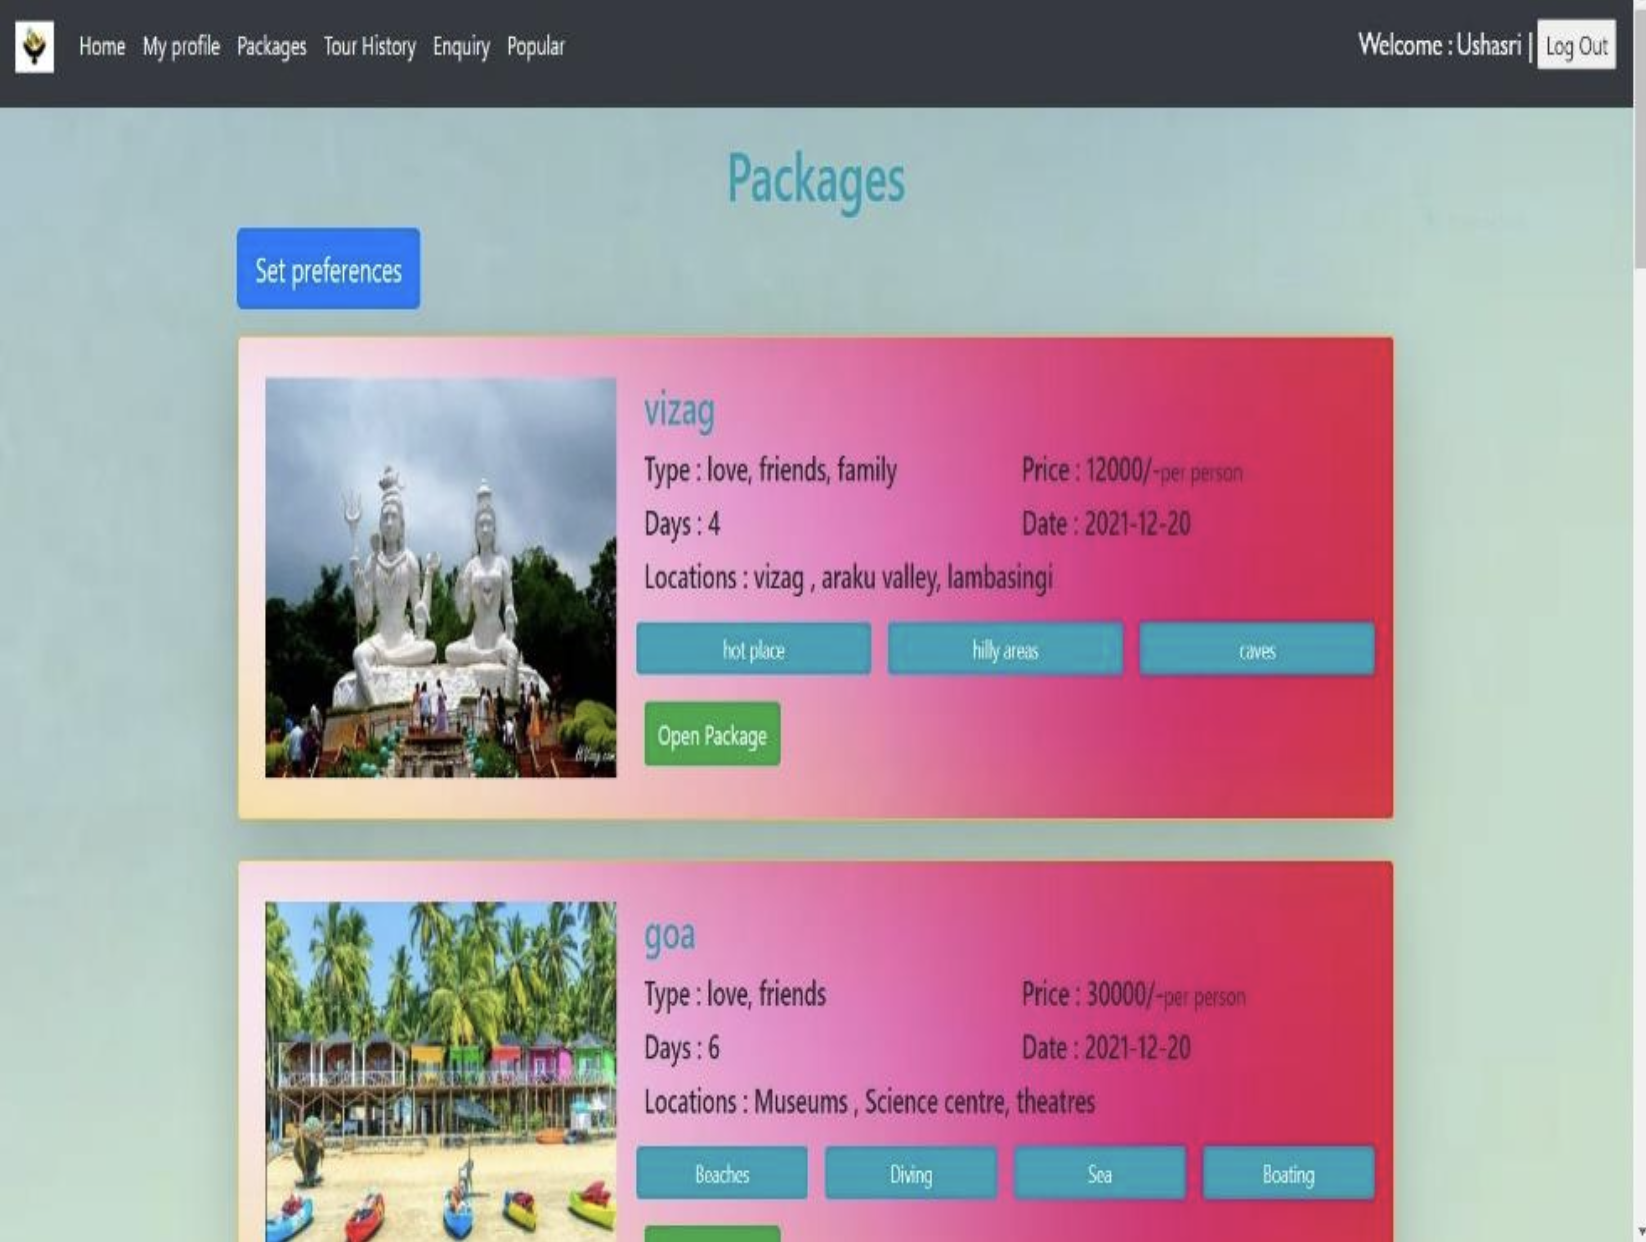 Home My profile Packages Tour History Enquiry Popular Welcome : Ushasri | Log Out
Packages
Set preferences
vizag
Type : love, friends, family Price : 12000/-per person
Days : 4 Date : 2021-12-20
Locations : vizag , araku valley, lambasingi
hot place hilly areas caves
Open Package
goa
Type : love, friends Price : 30000/-per person
Days : 6 Date : 2021-12-20
Locations : Museums , Science centre, theatres
Beaches Diving Sea Boating